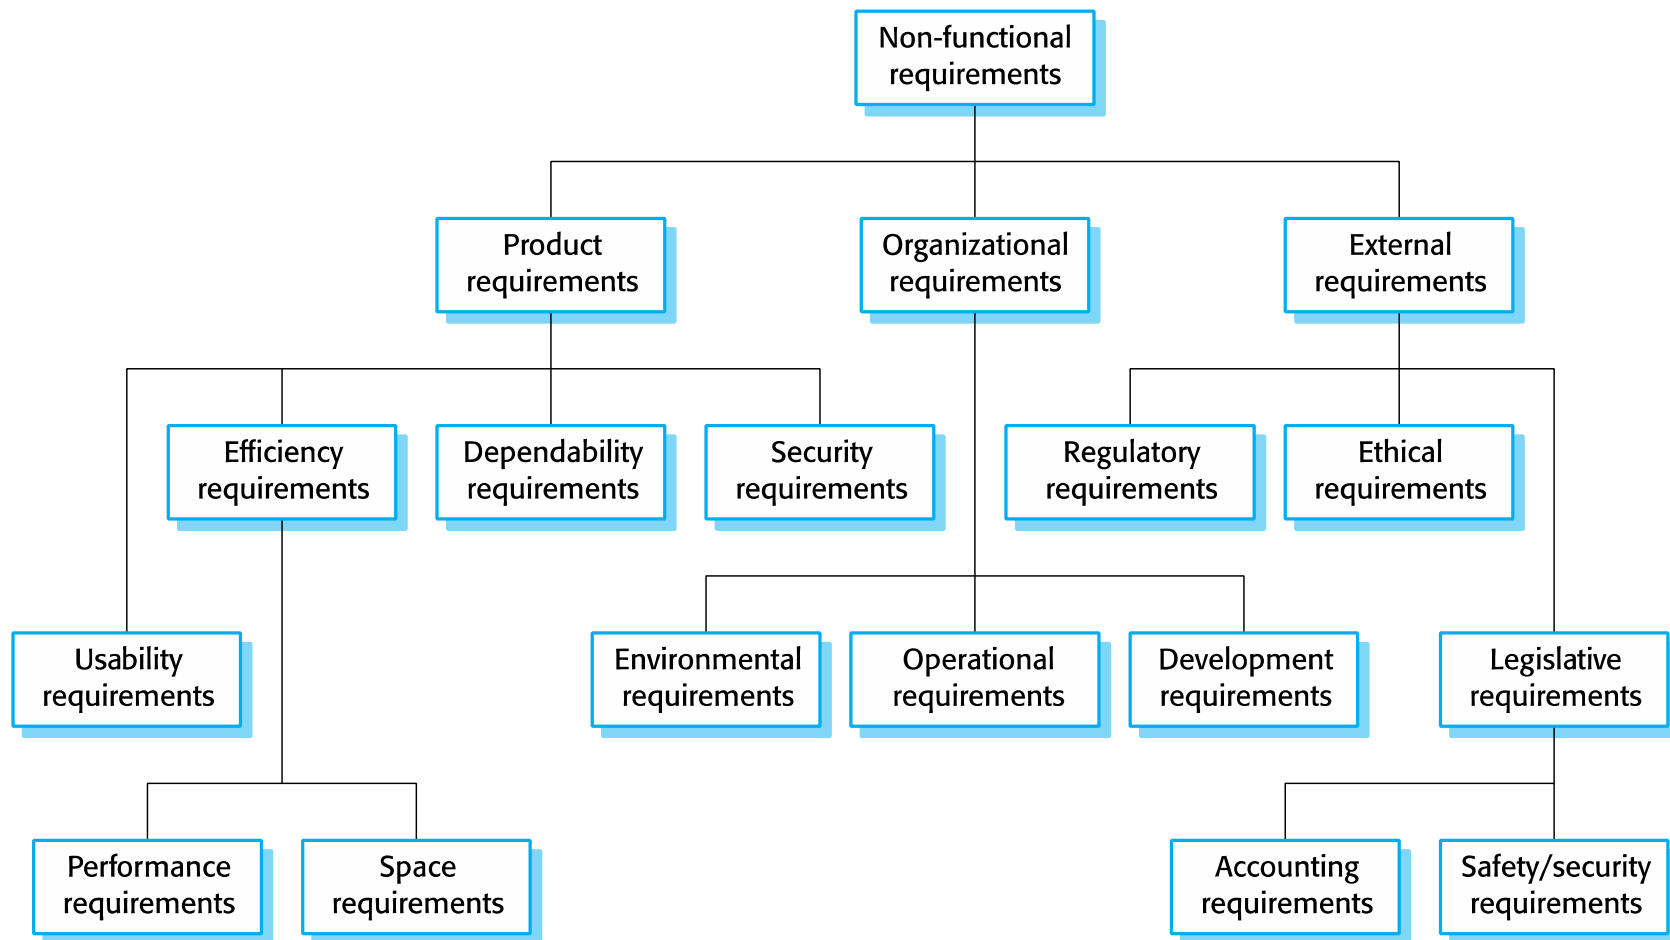 Non-functional
requirements
Product
requirements
Organizational
requirements
External
requirements
Efficiency
requirements
Dependability
requirements
Security
requirements
Regulatory
requirements
Ethical
requirements
Usability
requirements
Environmental
requirements
Operational
requirements
Development
requirements
Legislative
requirements
Performance
requirements
Space
requirements
Accounting
requirements
Safety/security
requirements